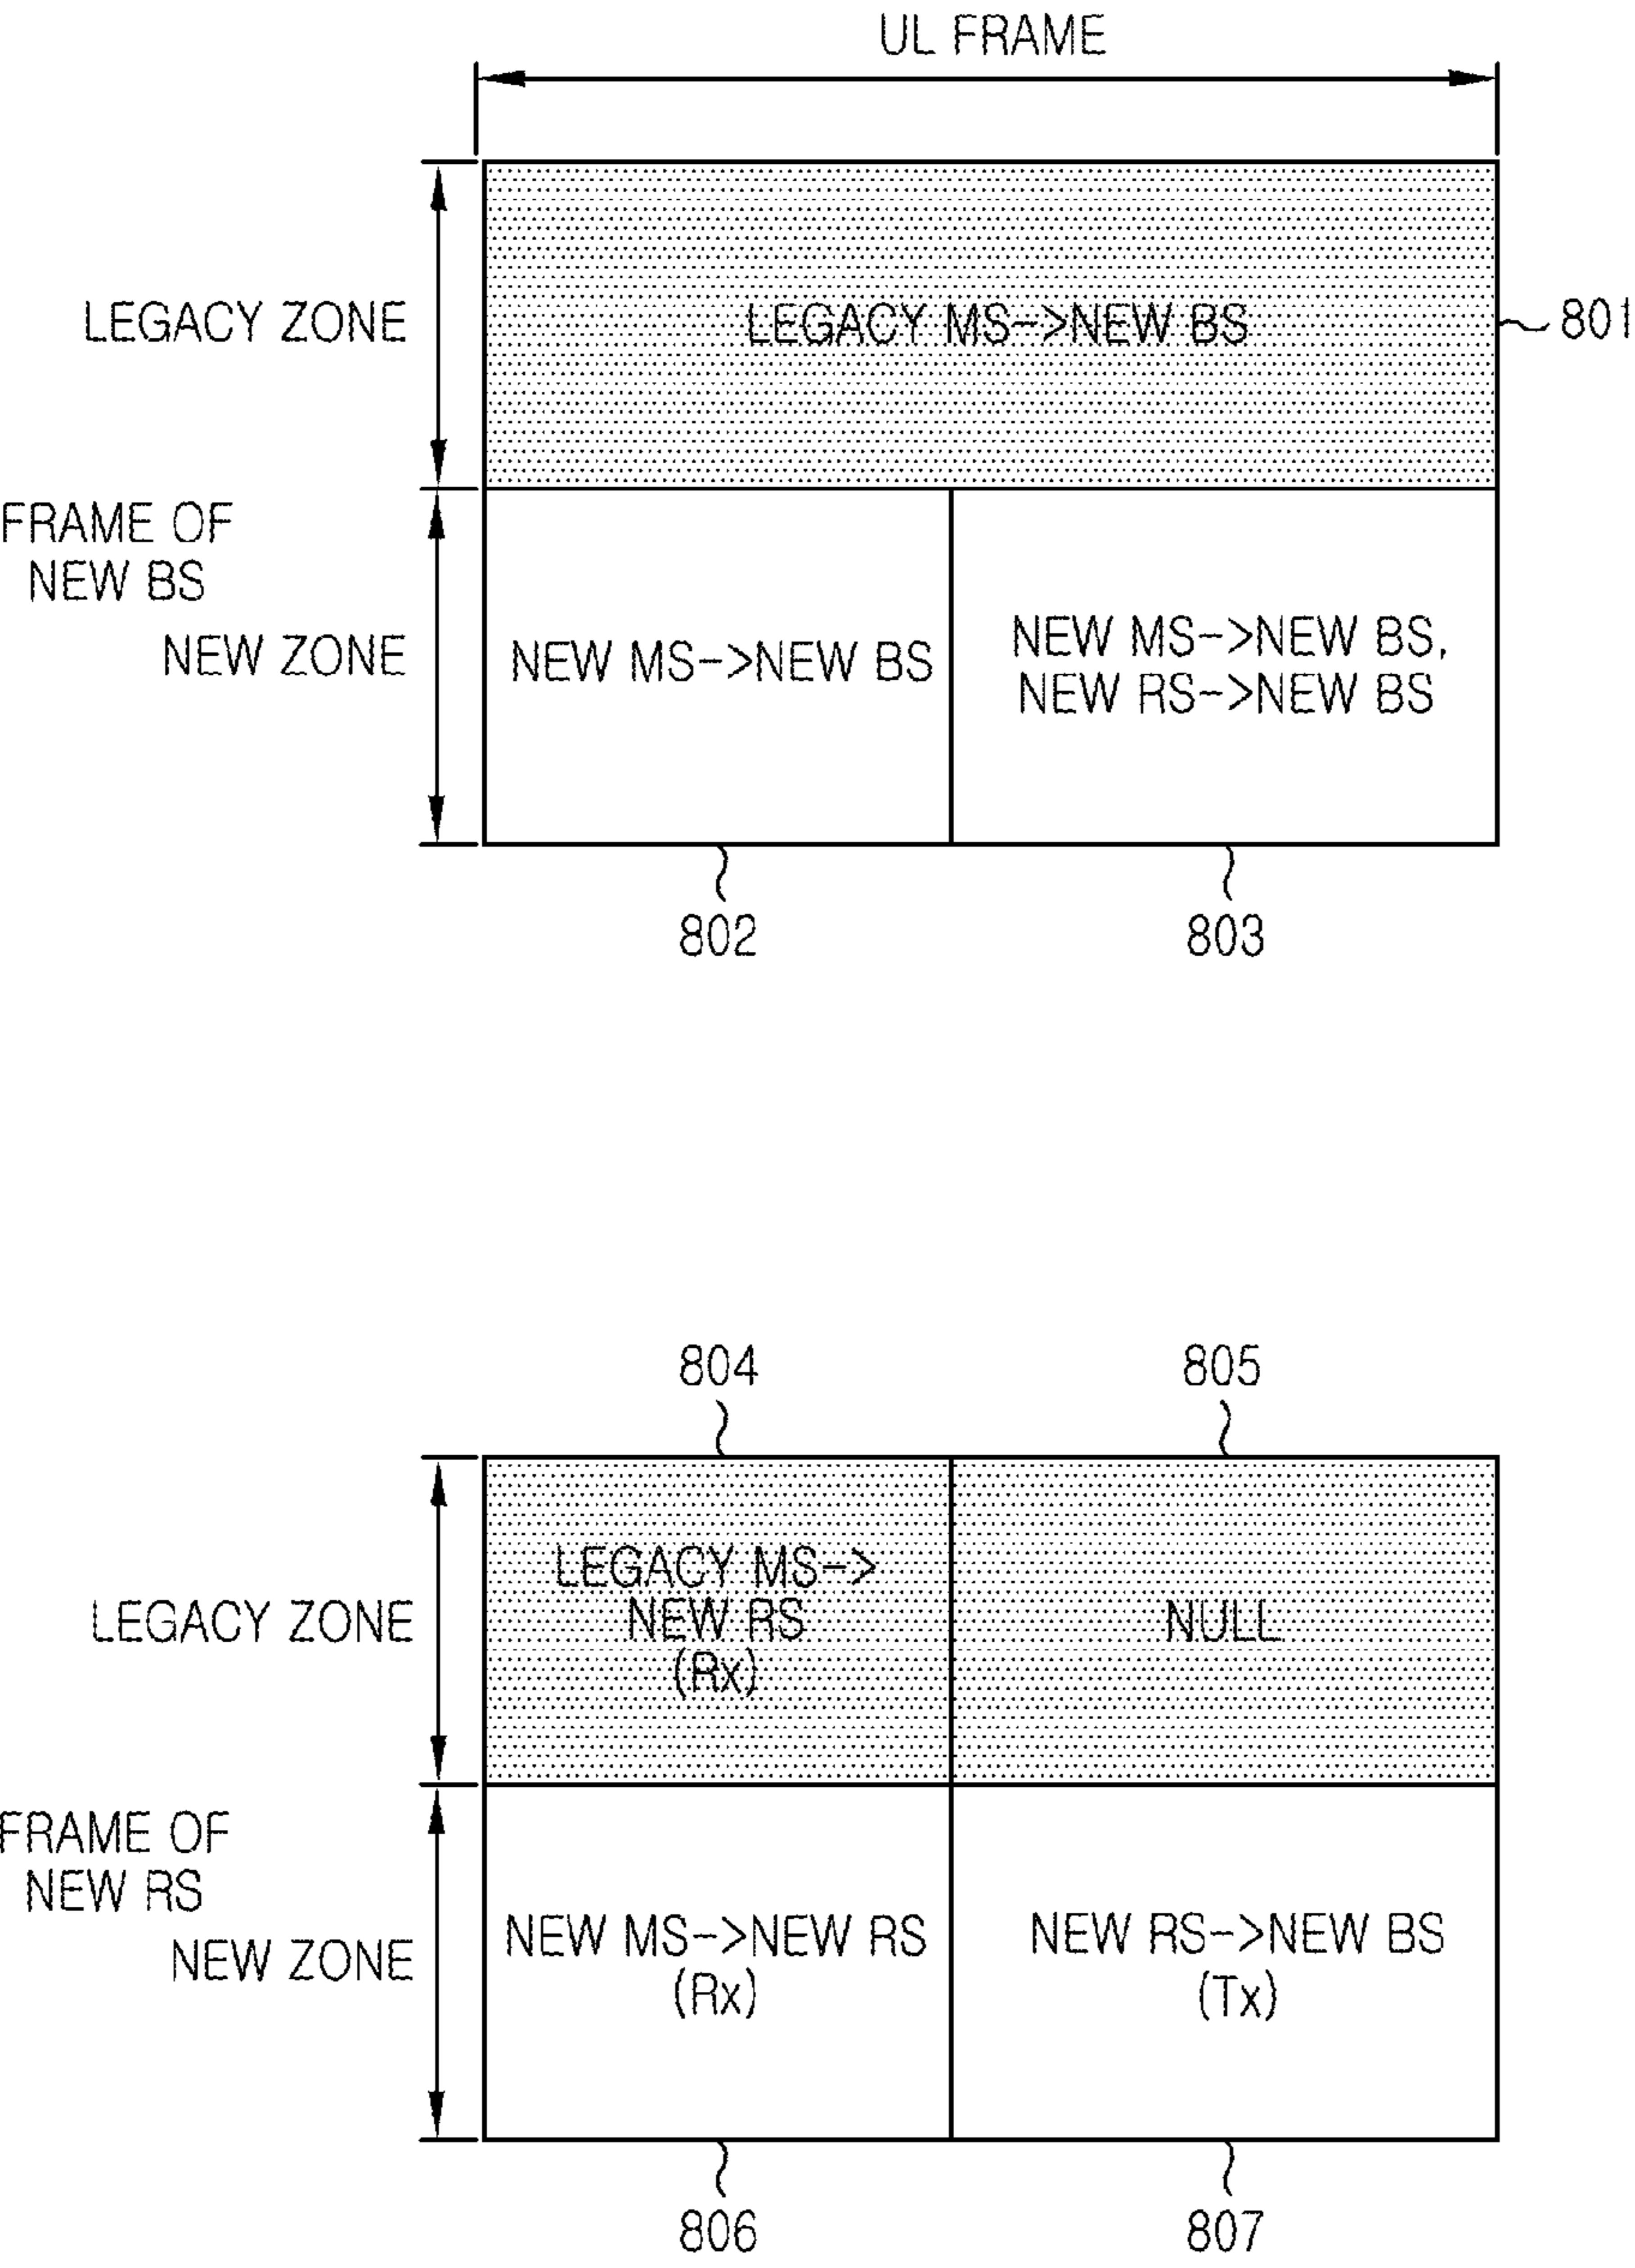 UL FRAME
LEGACY ZONE
LEGACY MS->NEW BS
801
FRAME OF
NEW BS
NEW ZONE
NEW MS->NEW BS
NEW MS->NEW BS,
NEW RS->NEW BS
802
803
804
805
LEGACY ZONE
LEGACY MS->
NEW RS
(Rx)
NULL
FRAME OF
NEW RS
NEW ZONE
NEW MS->NEW RS
(Rx)
NEW RS->NEW BS
(Tx)
806
807